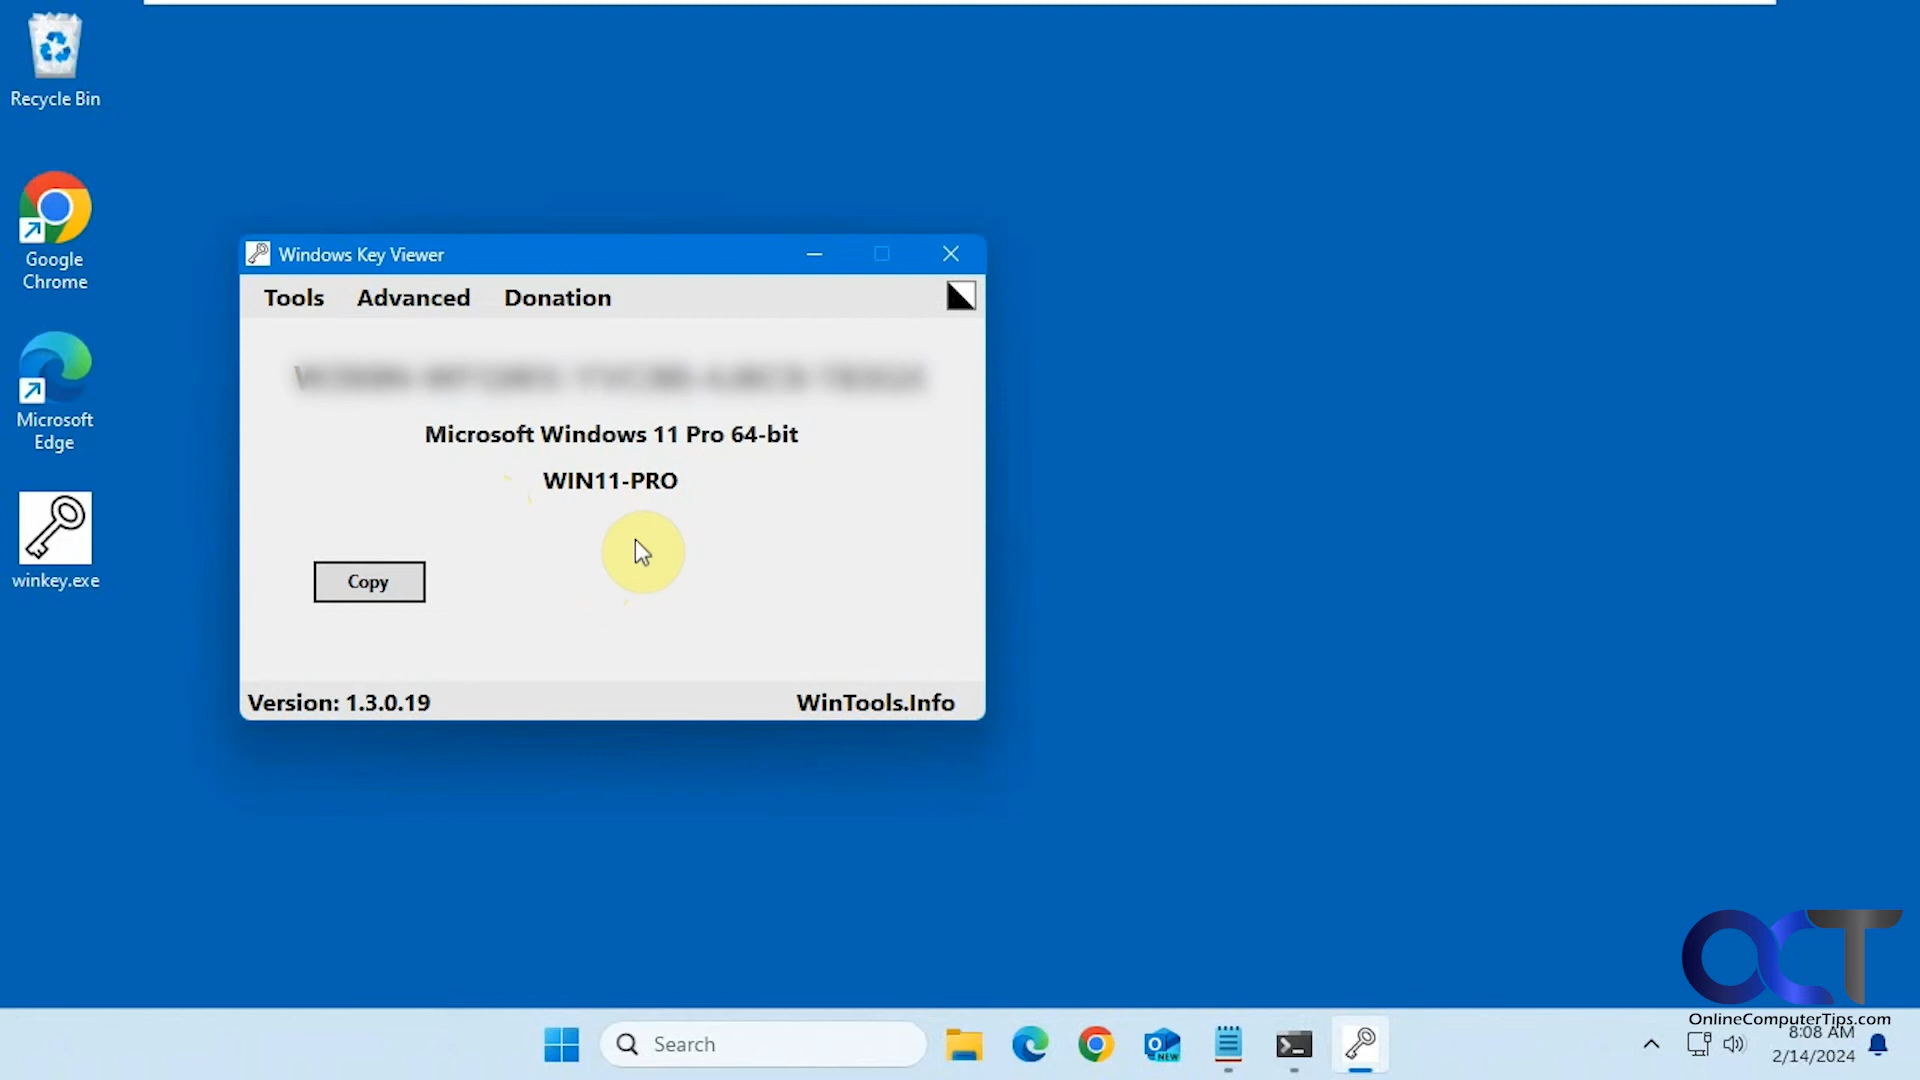 Recycle Bin
Google
Chrome
Microsoft
Edge
winkey.exe
Windows Key Viewer
Tools Advanced Donation
Microsoft Windows 11 Pro 64-bit
WIN11-PRO
Copy
Version: 1.3.0.19 WinTools.Info
OCT
OnlineComputerTips.com
Search
NEW
8:08 AM
2/14/2024